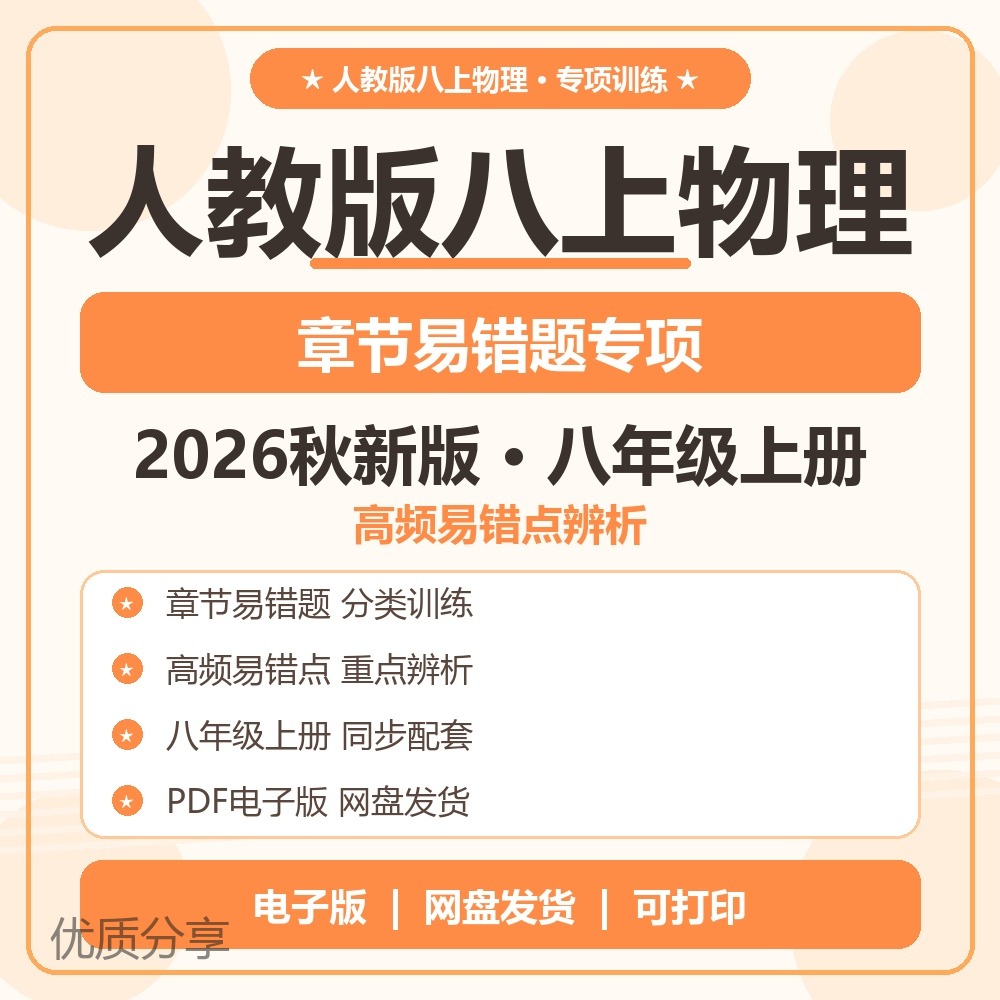 ★ 人教版八上物理·专项训练 ★
人教版八上物理
章节易错题专项
2026秋新版·八年级上册
高频易错点辨析
★ 章节易错题 分类训练
★ 高频易错点 重点辨析
★ 八年级上册 同步配套
★ PDF电子版 网盘发货
电子版 | 网盘发货 | 可打印
优质分享